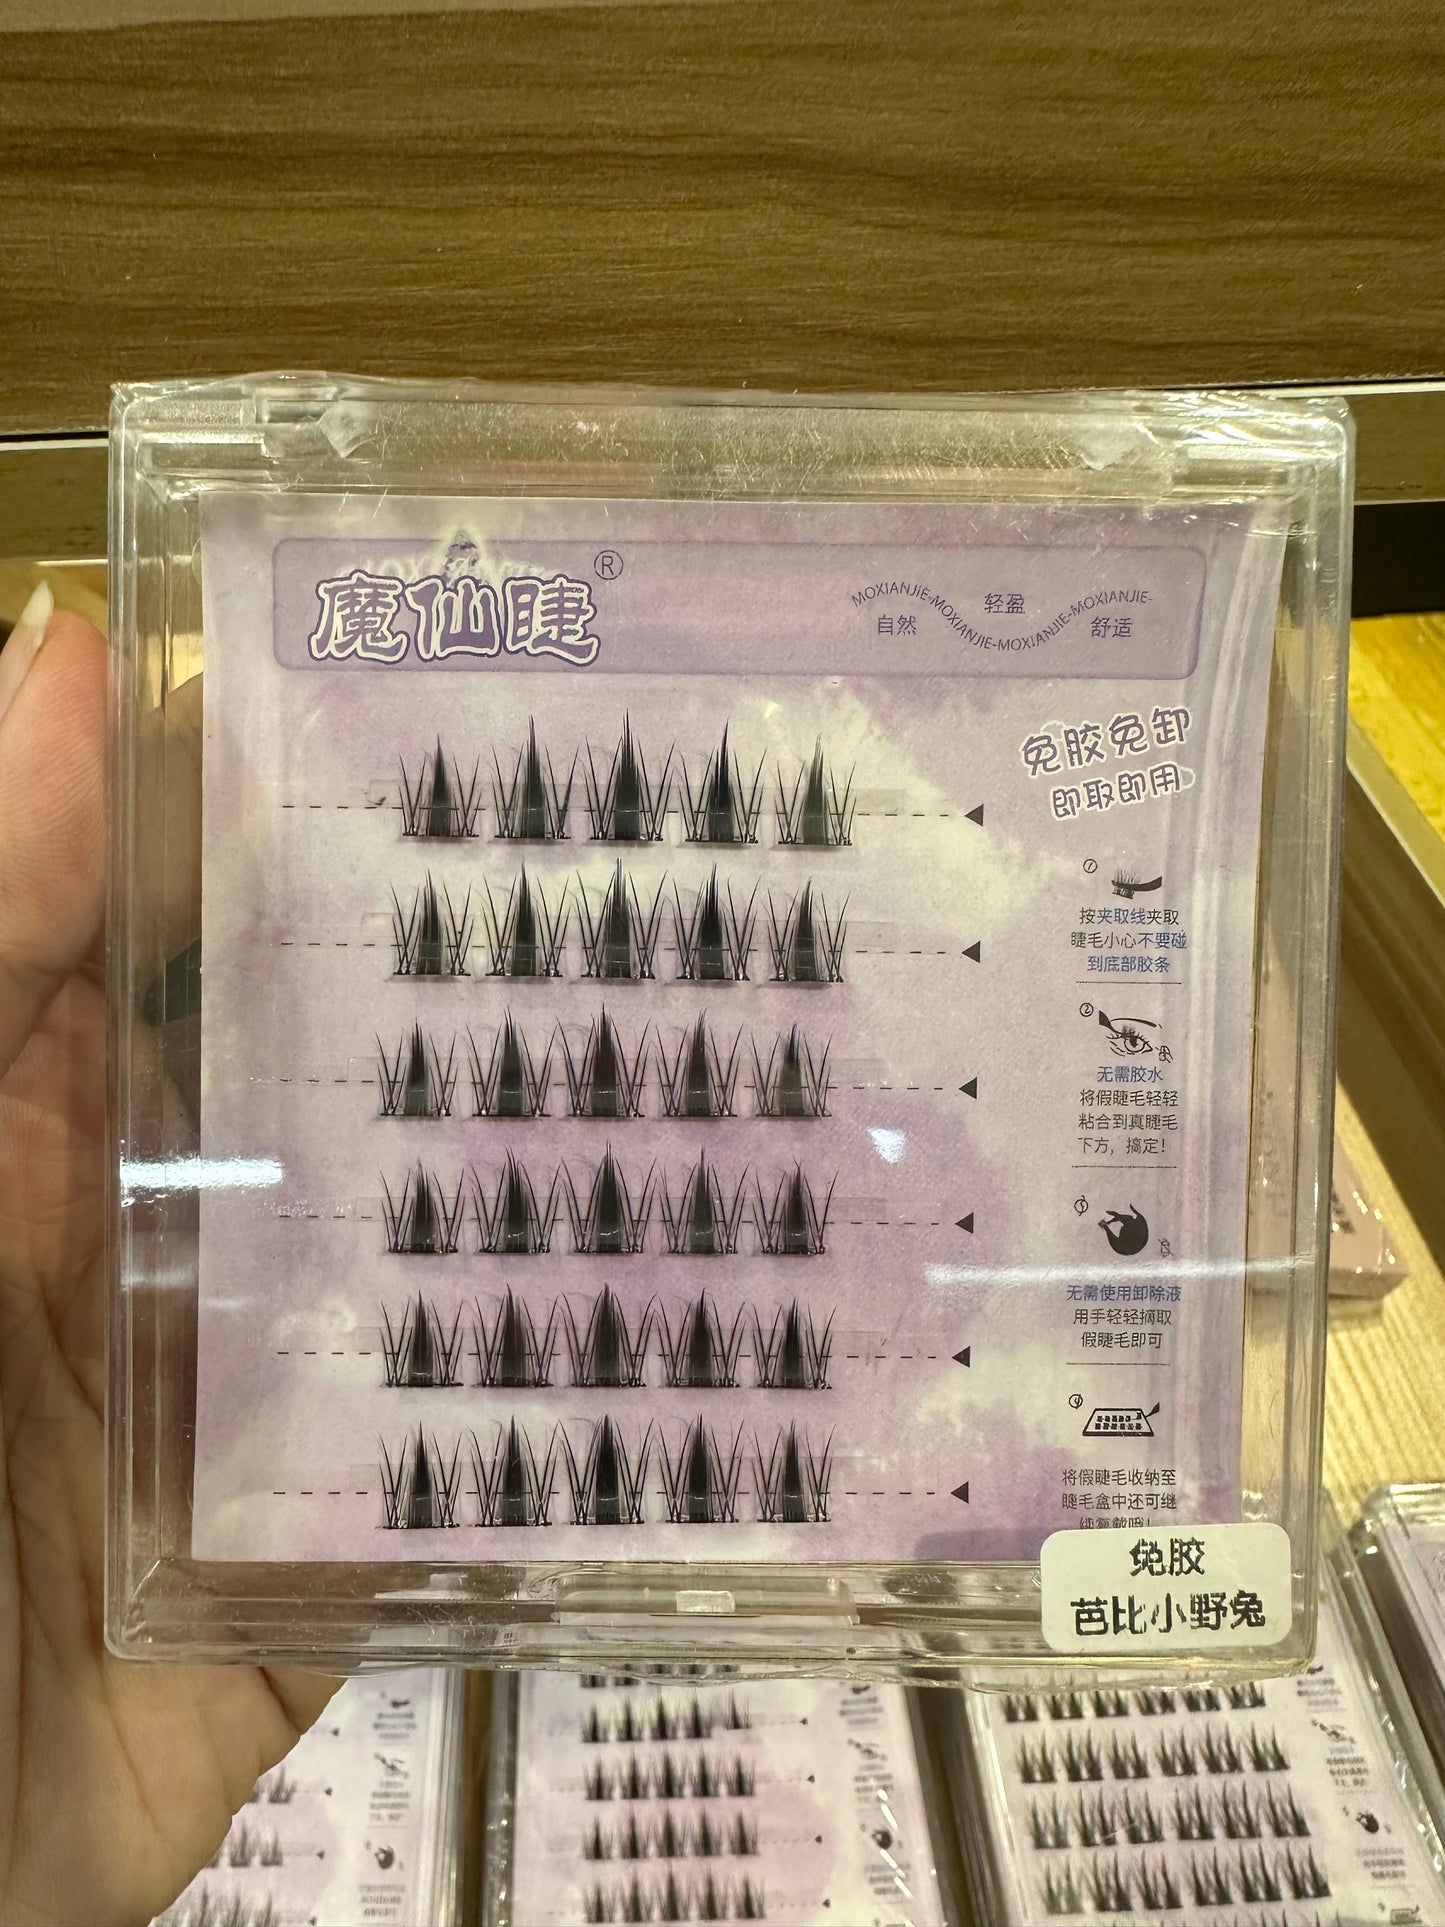 魔仙睫®
MOXIANJIE-MOXIANJIE-MOXIANJIE-MOXIANJIE-
自然
轻盈
舒适
免胶免卸
即取即用
①
按夹取线夹取
睫毛小心不要碰
到底部胶条
②
无需胶水
将假睫毛轻轻
粘合到真睫毛
下方，搞定！
③
无需使用卸除液
用手轻轻摘取
假睫毛即可
④
将假睫毛收纳至
睫毛盒中还可继
免胶
芭比小野兔